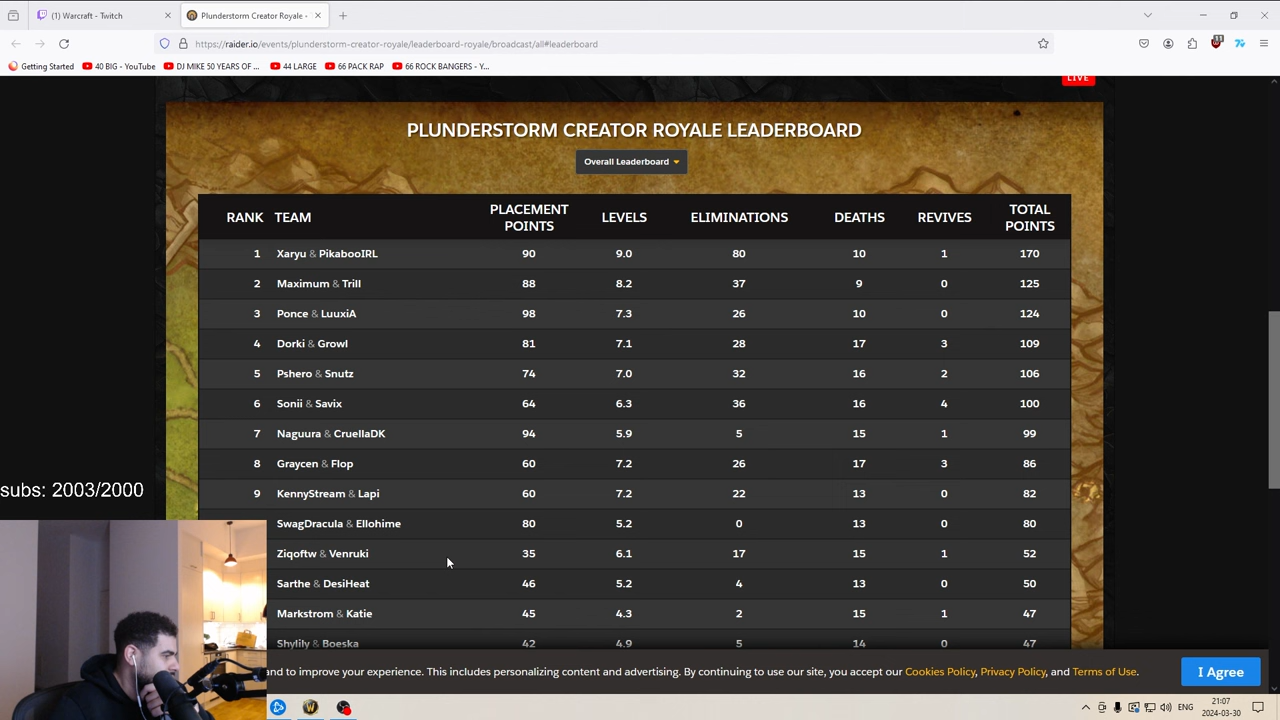 (1) Warcraft - Twitch
Plunderstorm Creator Royale -
https://raider.io/events/plunderstorm-creator-royale/leaderboard-royale/broadcast/all#leaderboard
11
Getting Started
40 BIG - YouTube
DJ MIKE 50 YEARS OF ...
44 LARGE
66 PACK RAP
66 ROCK BANGERS - Y...
LIVE
PLUNDERSTORM CREATOR ROYALE LEADERBOARD
Overall Leaderboard
RANK TEAM PLACEMENT POINTS LEVELS ELIMINATIONS DEATHS REVIVES TOTAL POINTS
1 Xaryu & PikabooIRL 90 9.0 80 10 1 170
2 Maximum & Trill 88 8.2 37 9 0 125
3 Ponce & LuuxiA 98 7.3 26 10 0 124
4 Dorki & Growl 81 7.1 28 17 3 109
5 Pshero & Snutz 74 7.0 32 16 2 106
6 Sonii & Savix 64 6.3 36 16 4 100
7 Naguura & CruellaDK 94 5.9 5 15 1 99
8 Graycen & Flop 60 7.2 26 17 3 86
9 KennyStream & Lapi 60 7.2 22 13 0 82
SwagDracula & Ellohime 80 5.2 0 13 0 80
Ziqoftw & Venruki 35 6.1 17 15 1 52
Sarthe & DesiHeat 46 5.2 4 13 0 50
Markstrom & Katie 45 4.3 2 15 1 47
Shylily & Boeska 42 4.9 5 14 0 47
subs: 2003/2000
and to improve your experience. This includes personalizing content and advertising. By continuing to use our site, you accept our Cookies Policy, Privacy Policy, and Terms of Use.
I Agree
ENG
21:07
2024-03-30